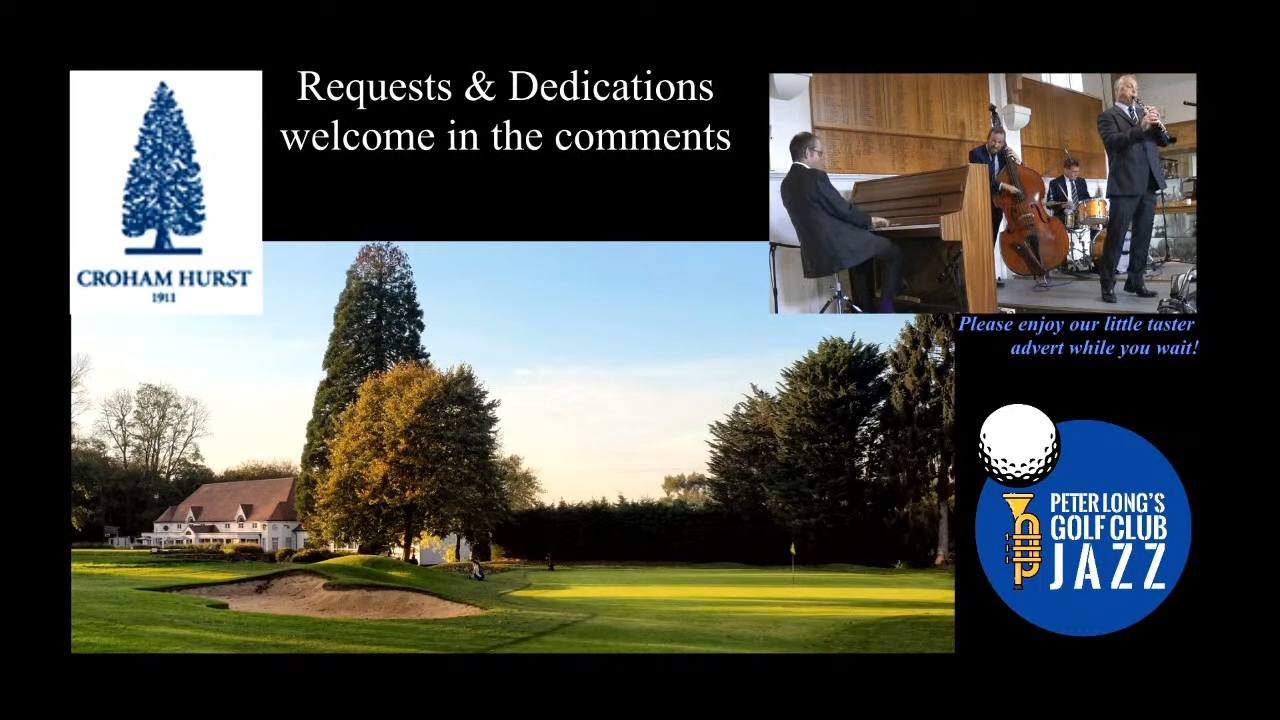 Requests & Dedications
welcome in the comments
CROHAM HURST
1911
Please enjoy our little taster
advert while you wait!
PETER LONG'S
GOLF CLUB
JAZZ